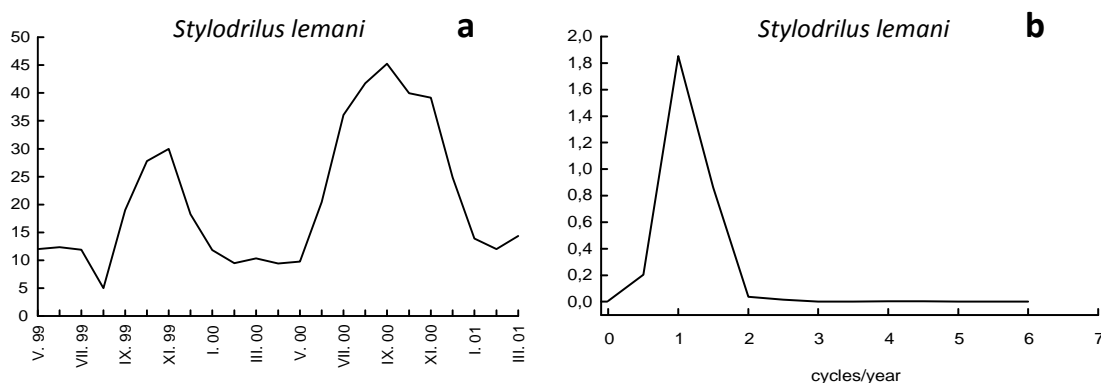 Stylodrilus lemani a
50
45
40
35
30
25
20
15
10
5
0
V. 99
VII. 99
IX. 99
XI. 99
I. 00
III. 00
V. 00
VII. 00
IX. 00
XI. 00
I. 01
III. 01
Stylodrilus lemani b
2,0
1,8
1,6
1,4
1,2
1,0
0,8
0,6
0,4
0,2
0,0
0 1 2 3 4 5 6 7
cycles/year